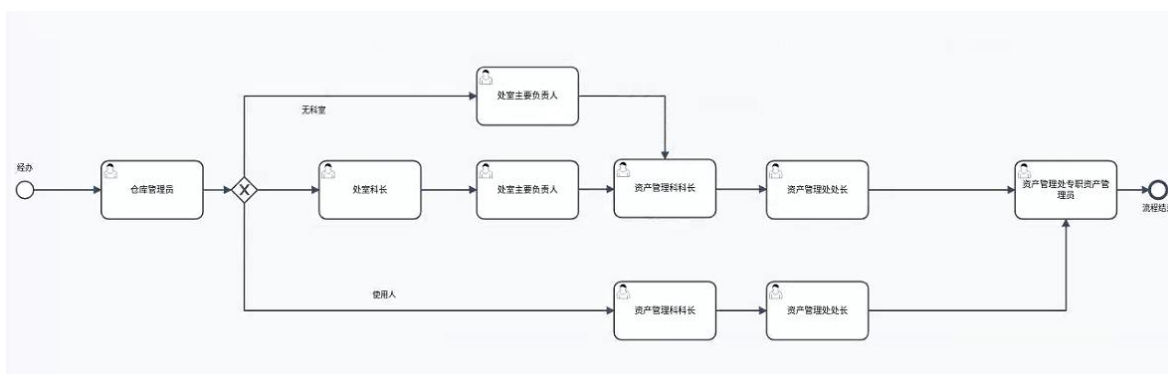 处室主要负责人
无科室
经办
仓库管理员
处室科长
处室主要负责人
资产管理科科长
资产管理处处长
资产管理处专职资产管
理员
流程结
使用人
资产管理科科长
资产管理处处长